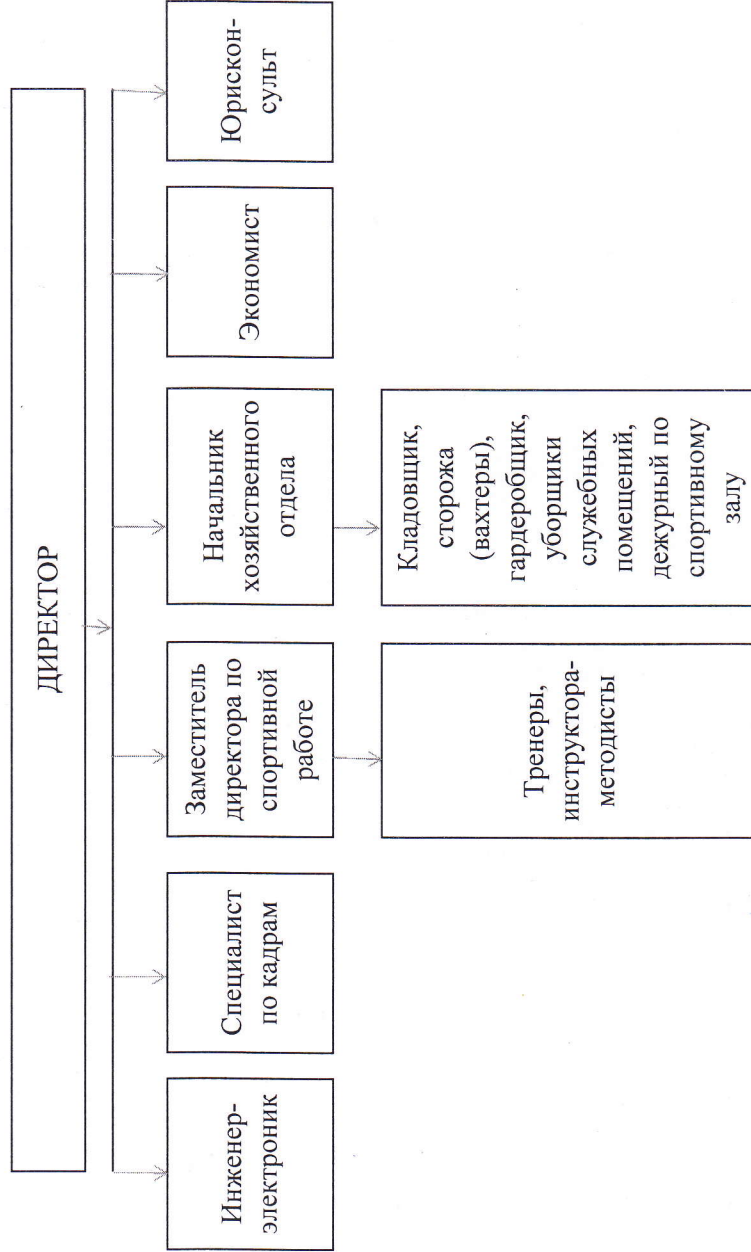 ДИРЕКТОР
Инженер-
электроник
Специалист
по кадрам
Заместитель
директора по
спортивной
работе
Начальник
хозяйственного
отдела
Экономист
Юрискон-
сульт
Тренеры,
инструктора-
методисты
Кладовщик,
сторожа
(вахтеры),
гардеробщик,
уборщики
служебных
помещений,
дежурный по
спортивному
залу